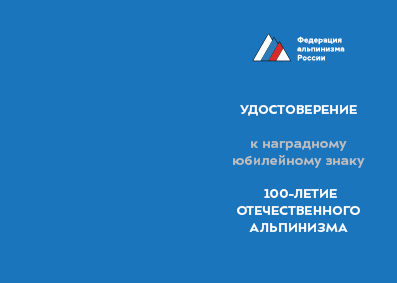 Федерация
альпинизма
России
УДОСТОВЕРЕНИЕ
к наградному
юбилейному знаку
100-ЛЕТИЕ
ОТЕЧЕСТВЕННОГО
АЛЬПИНИЗМА